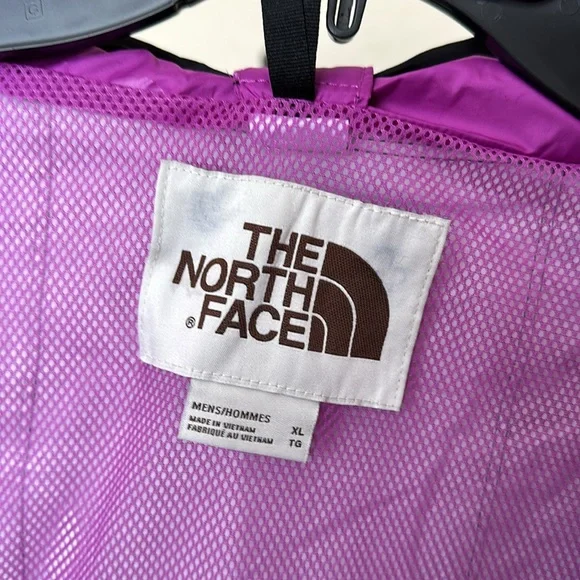 THE
NORTH
® FACE
MENS/HOMMES XL
MADE IN VIETNAM
FABRIQUÉ AU VIETNAM TG